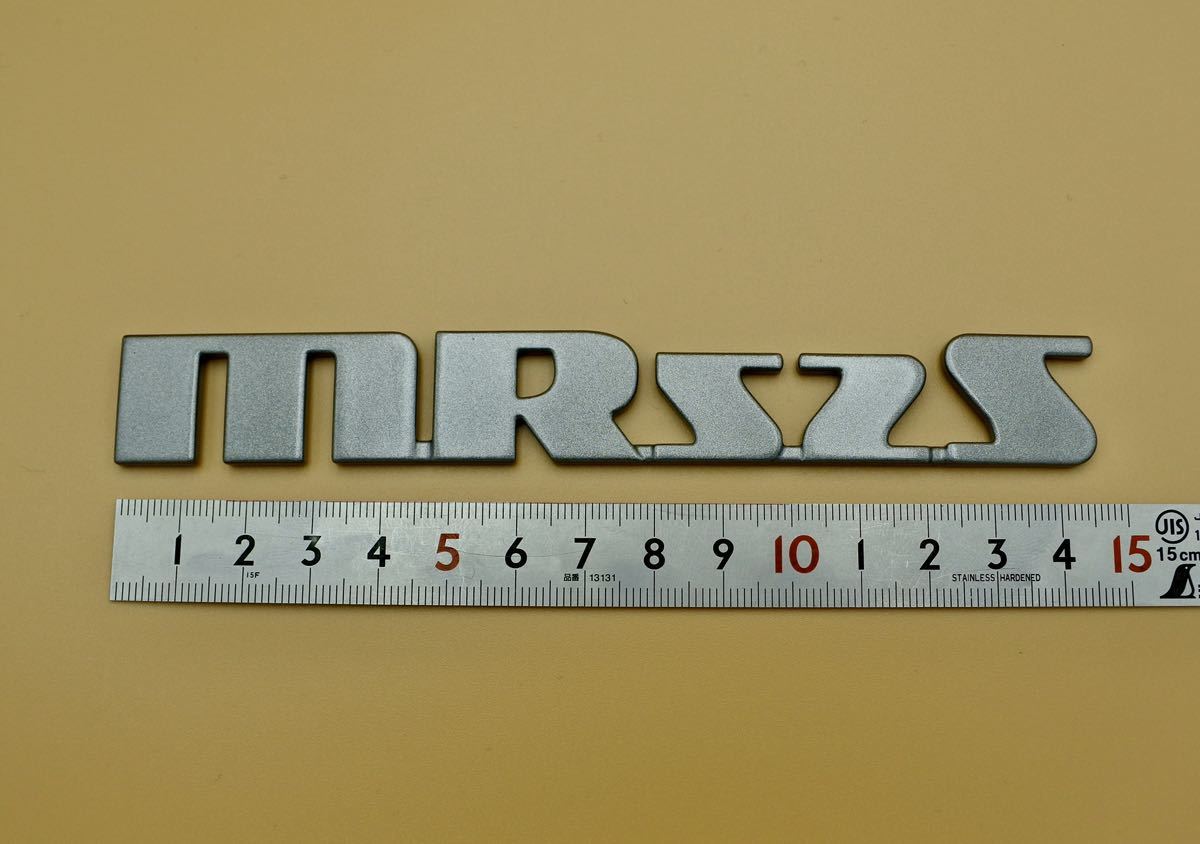 mR52S
1 2 3 4 5 6 7 8 9 10 1 2 3 4 15
JIS
15cm
15F
品番 13131
STAINLESS HARDENED